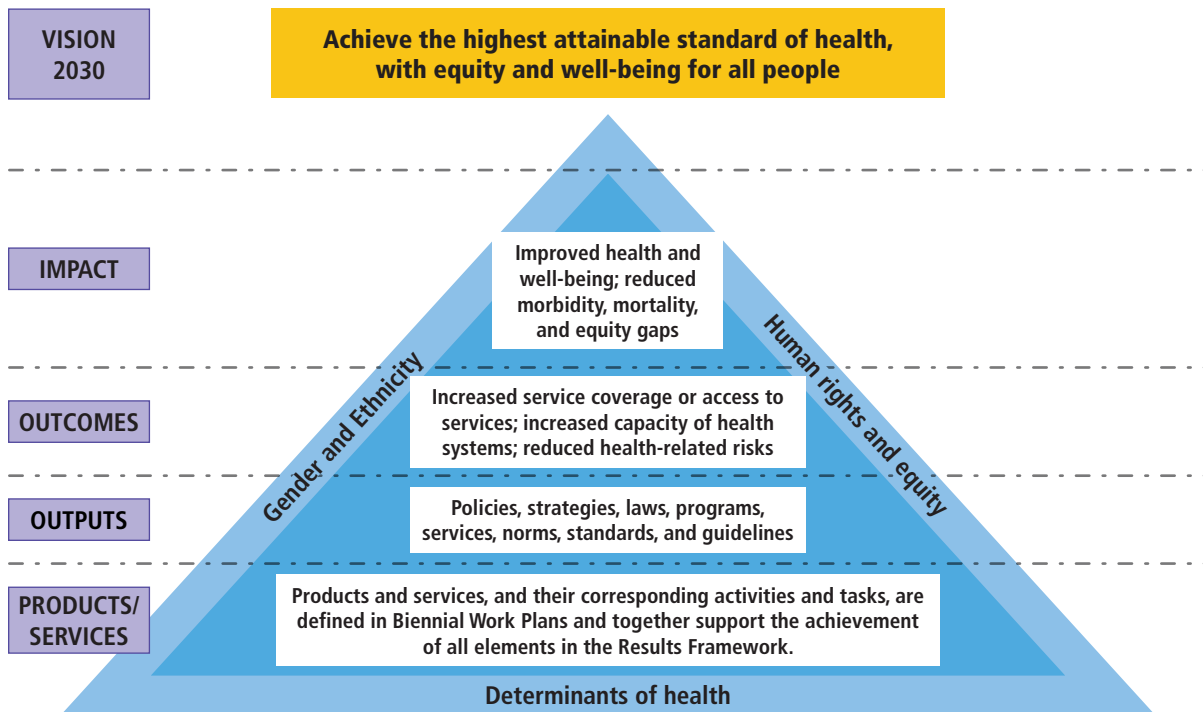 VISION
2030
Achieve the highest attainable standard of health,
with equity and well-being for all people
IMPACT
Improved health and
well-being; reduced
morbidity, mortality,
and equity gaps
OUTCOMES
Increased service coverage or access to
services; increased capacity of health
systems; reduced health-related risks
OUTPUTS
Policies, strategies, laws, programs,
services, norms, standards, and guidelines
PRODUCTS/
SERVICES
Products and services, and their corresponding activities and tasks, are
defined in Biennial Work Plans and together support the achievement
of all elements in the Results Framework.
Gender and Ethnicity
Human rights and equity
Determinants of health